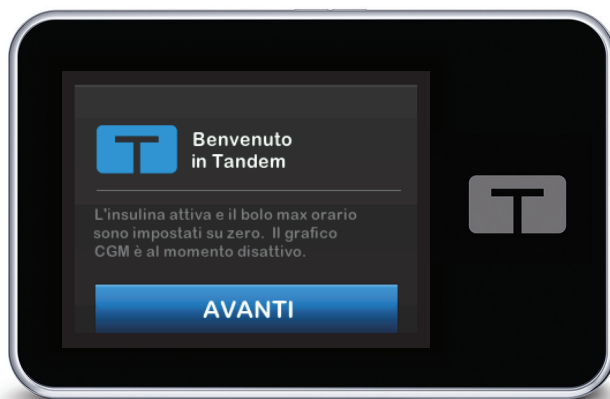 Benvenuto
in Tandem
L'insulina attiva e il bolo max orario
sono impostati su zero. Il grafico
CGM è al momento disattivo.
AVANTI